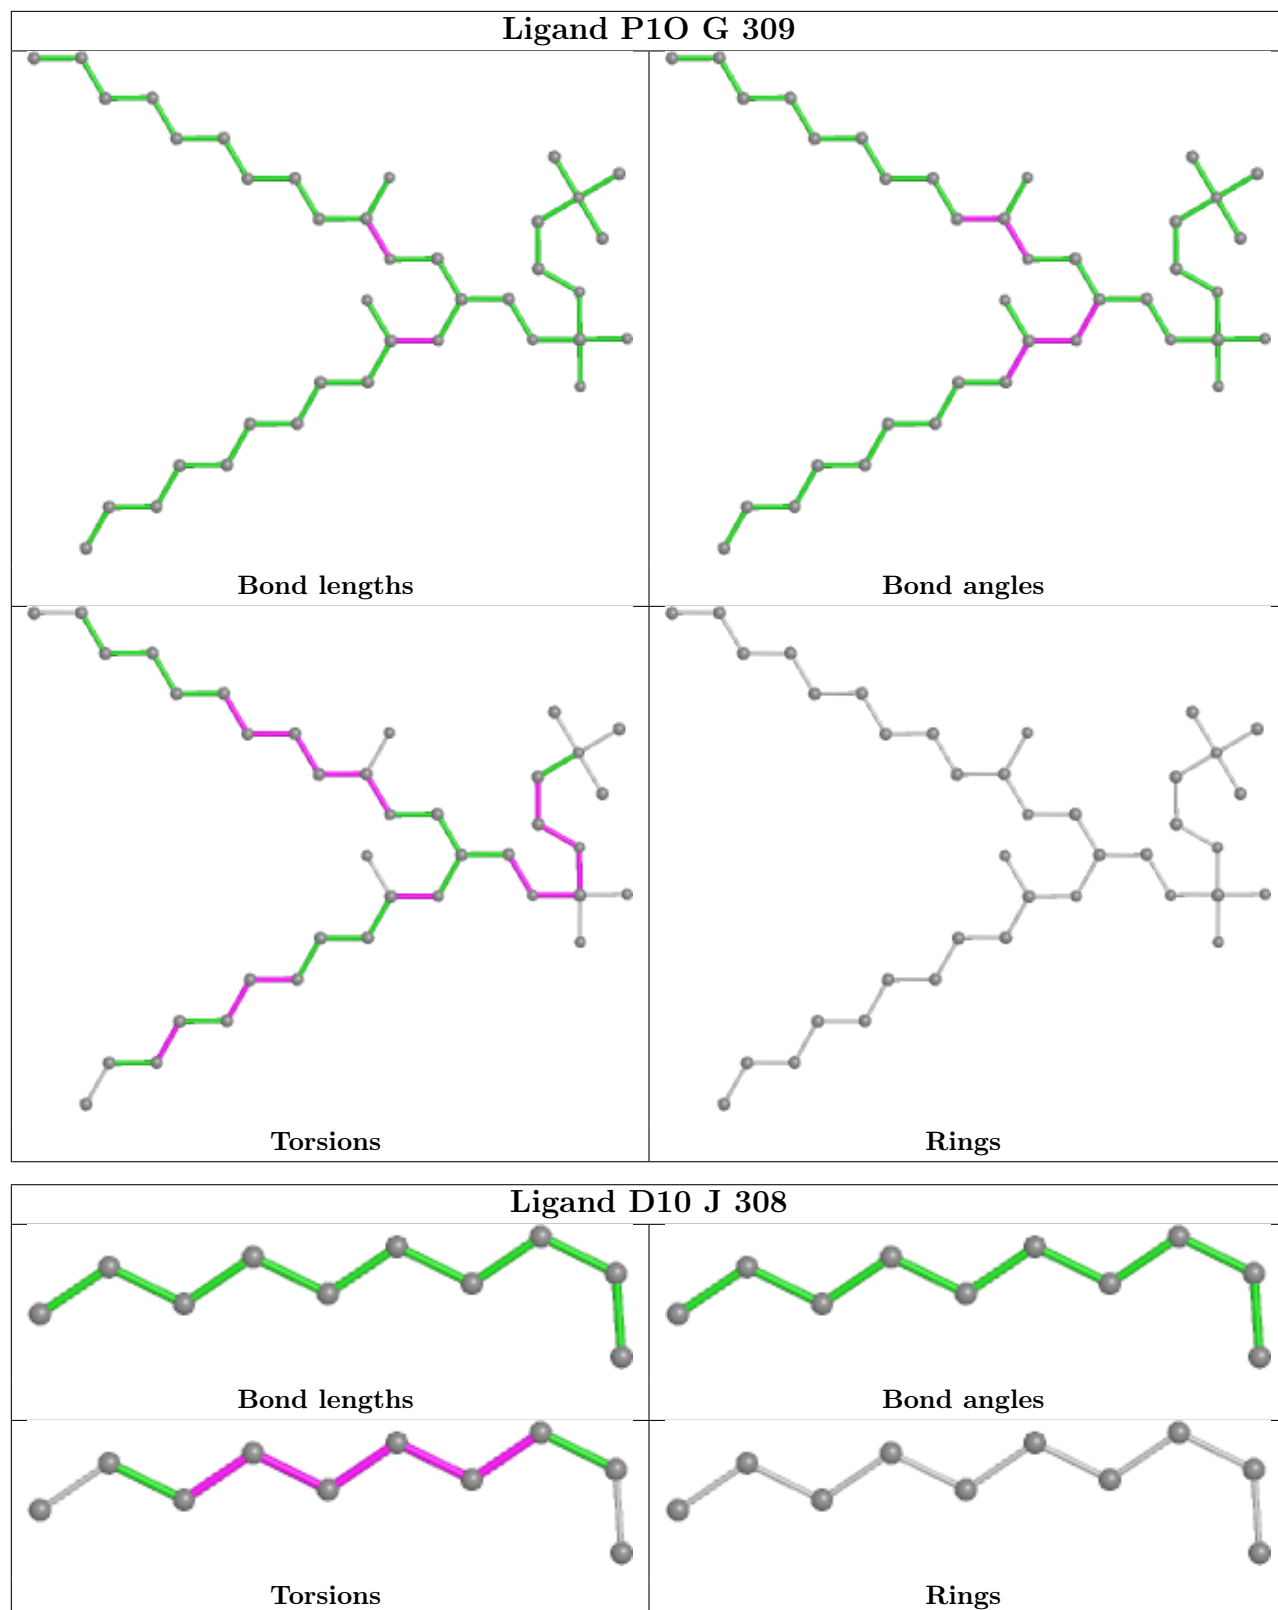 Ligand P1O G 309
Bond lengths
Bond angles
Torsions
Rings
Ligand D10 J 308
Bond lengths
Bond angles
Torsions
Rings